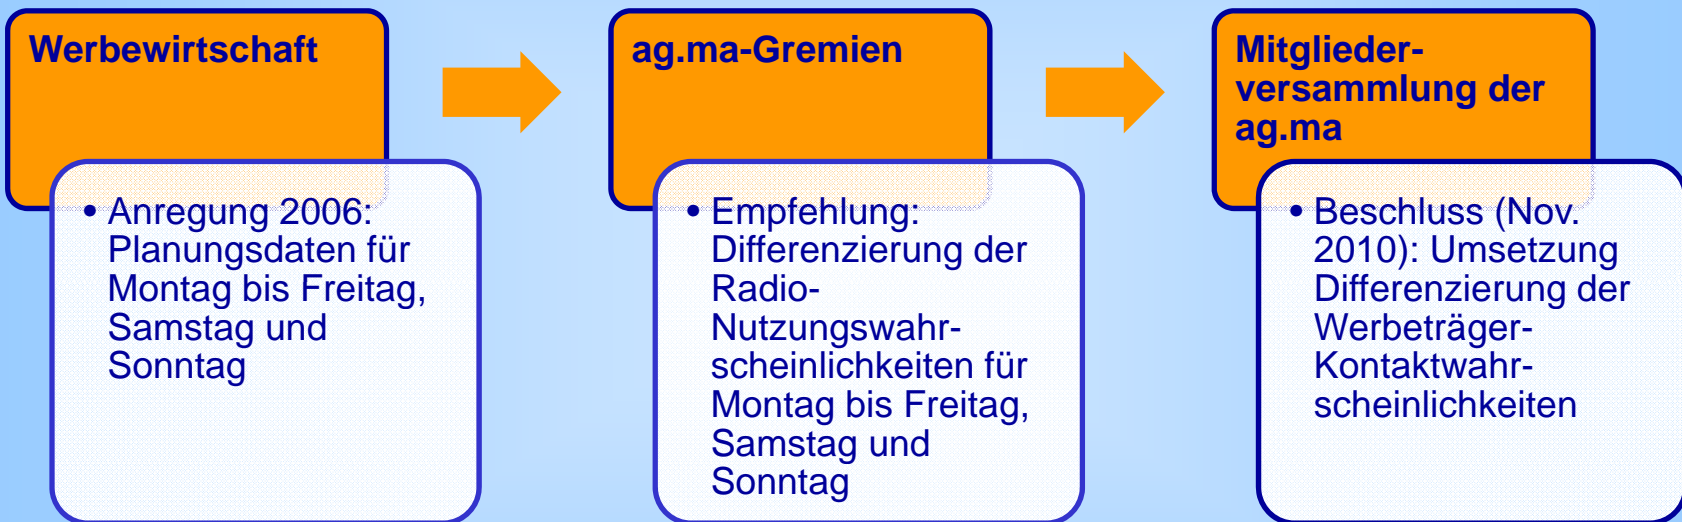 Werbewirtschaft
• Anregung 2006:
Planungsdaten für
Montag bis Freitag,
Samstag und
Sonntag
ag.ma-Gremien
• Empfehlung:
Differenzierung der
Radio-
Nutzungswahr-
scheinlichkeiten für
Montag bis Freitag,
Samstag und
Sonntag
Mitglieder-
versammlung der
ag.ma
• Beschluss (Nov.
2010): Umsetzung
Differenzierung der
Werbeträger-
Kontaktwahr-
scheinlichkeiten